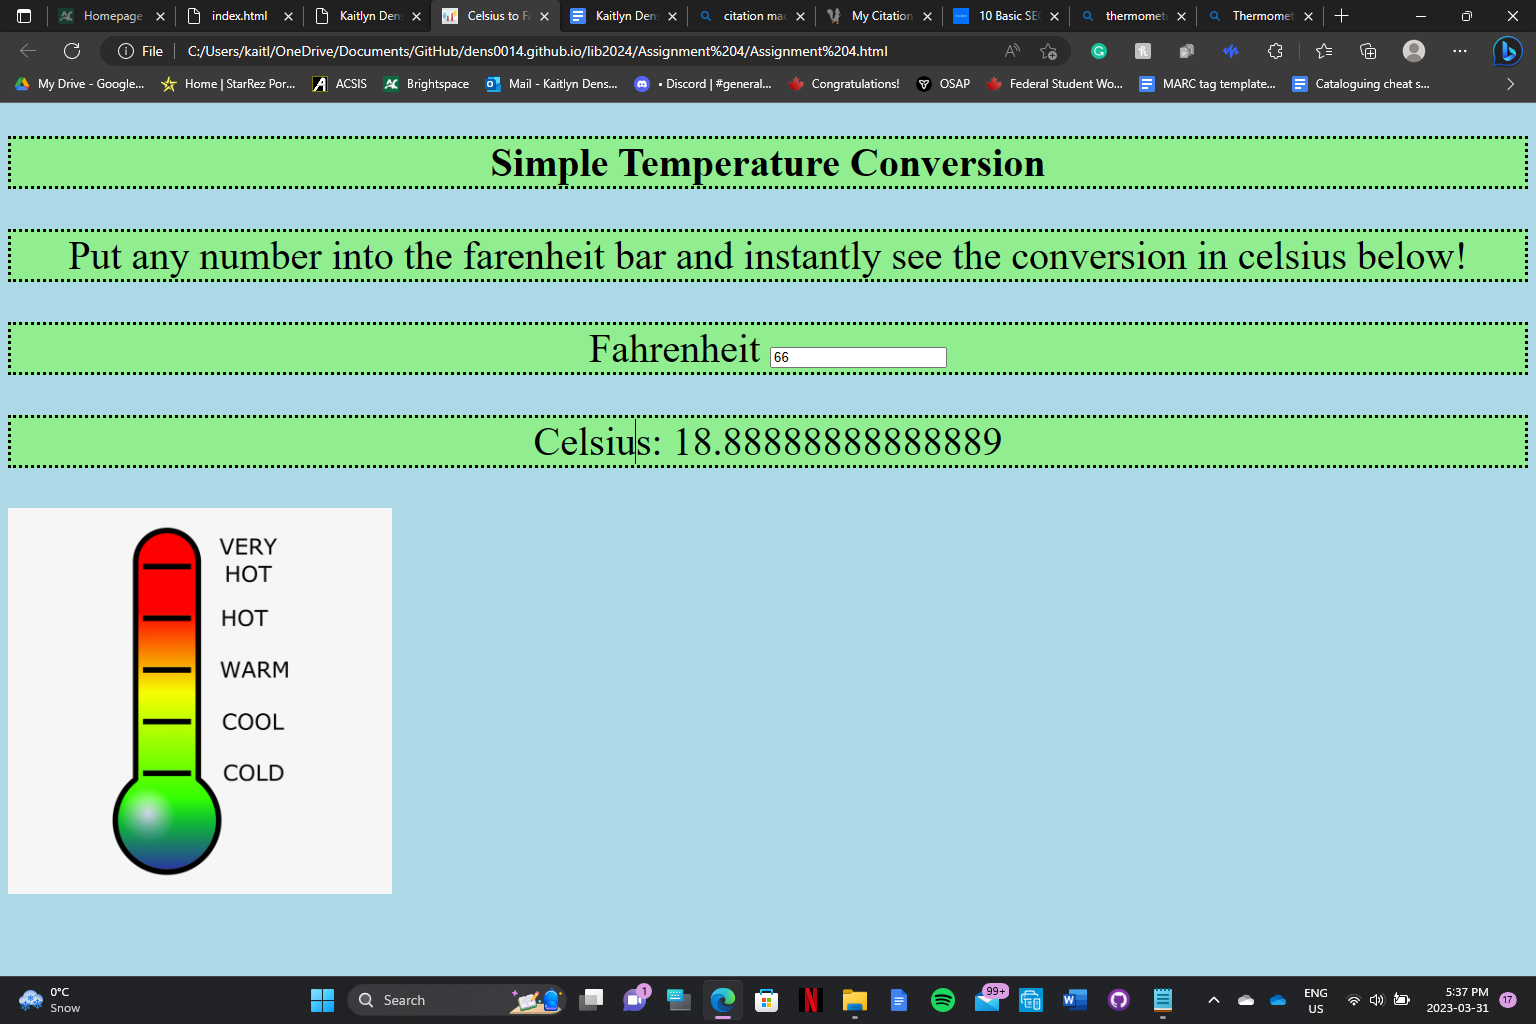 Homepage
index.html
Kaitlyn Den
Celsius to Fa
Kaitlyn Den
citation mac
My Citation
10 Basic SE
thermomet
Thermomet
File
C:/Users/kaitl/OneDrive/Documents/GitHub/dens0014.github.io/lib2024/Assignment%204/Assignment%204.html
My Drive - Google...
Home | StarRez Por...
ACSIS
Brightspace
Mail - Kaitlyn Dens...
• Discord | #general...
Congratulations!
OSAP
Federal Student Wo...
MARC tag template...
Cataloguing cheat s...
Simple Temperature Conversion
Put any number into the farenheit bar and instantly see the conversion in celsius below!
Fahrenheit 66
Celsius: 18.88888888888889
VERY
HOT
HOT
WARM
COOL
COLD
0°C
Snow
Search
1
99+
ENG
US
5:37 PM
2023-03-31
17